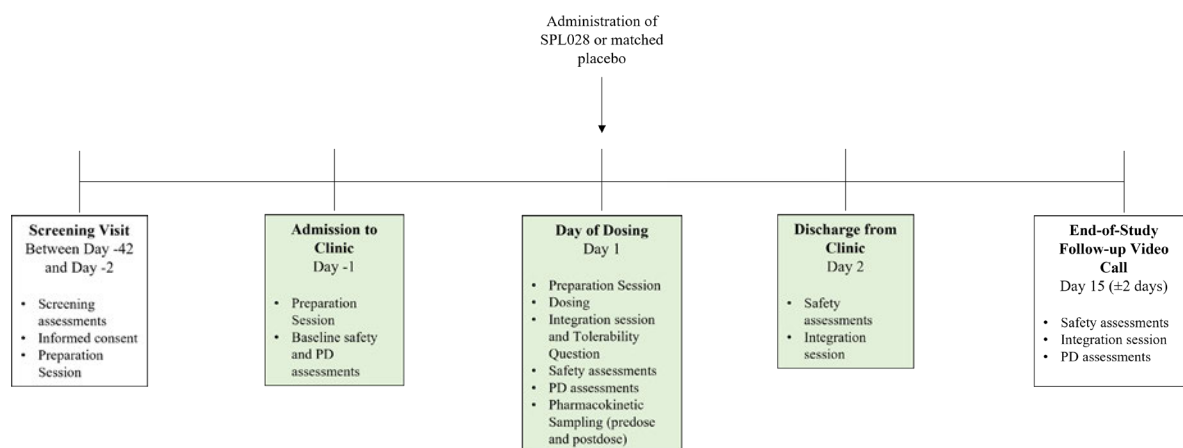 Administration of
SPL028 or matched
placebo
Screening Visit
Between Day -42
and Day -2
• Screening
assessments
• Informed consent
• Preparation
Session
Admission to
Clinic
Day -1
• Preparation
Session
• Baseline safety
and PD
assessments
Day of Dosing
Day 1
• Preparation Session
• Dosing
• Integration session
and Tolerability
Question
• Safety assessments
• PD assessments
• Pharmacokinetic
Sampling (predose
and postdose)
Discharge from
Clinic
Day 2
• Safety
assessments
• Integration
session
End-of-Study
Follow-up Video
Call
Day 15 (±2 days)
• Safety assessments
• Integration session
• PD assessments